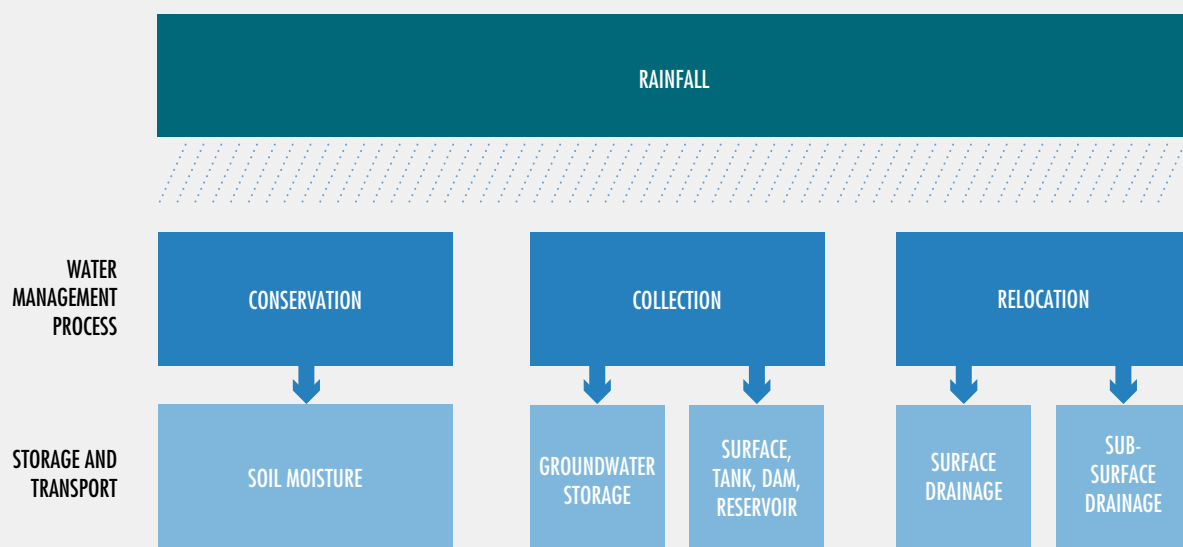 RAINFALL
WATER
MANAGEMENT
PROCESS
CONSERVATION
COLLECTION
RELOCATION
STORAGE AND
TRANSPORT
SOIL MOISTURE
GROUNDWATER
STORAGE
SURFACE,
TANK, DAM,
RESERVOIR
SURFACE
DRAINAGE
SUB-
SURFACE
DRAINAGE